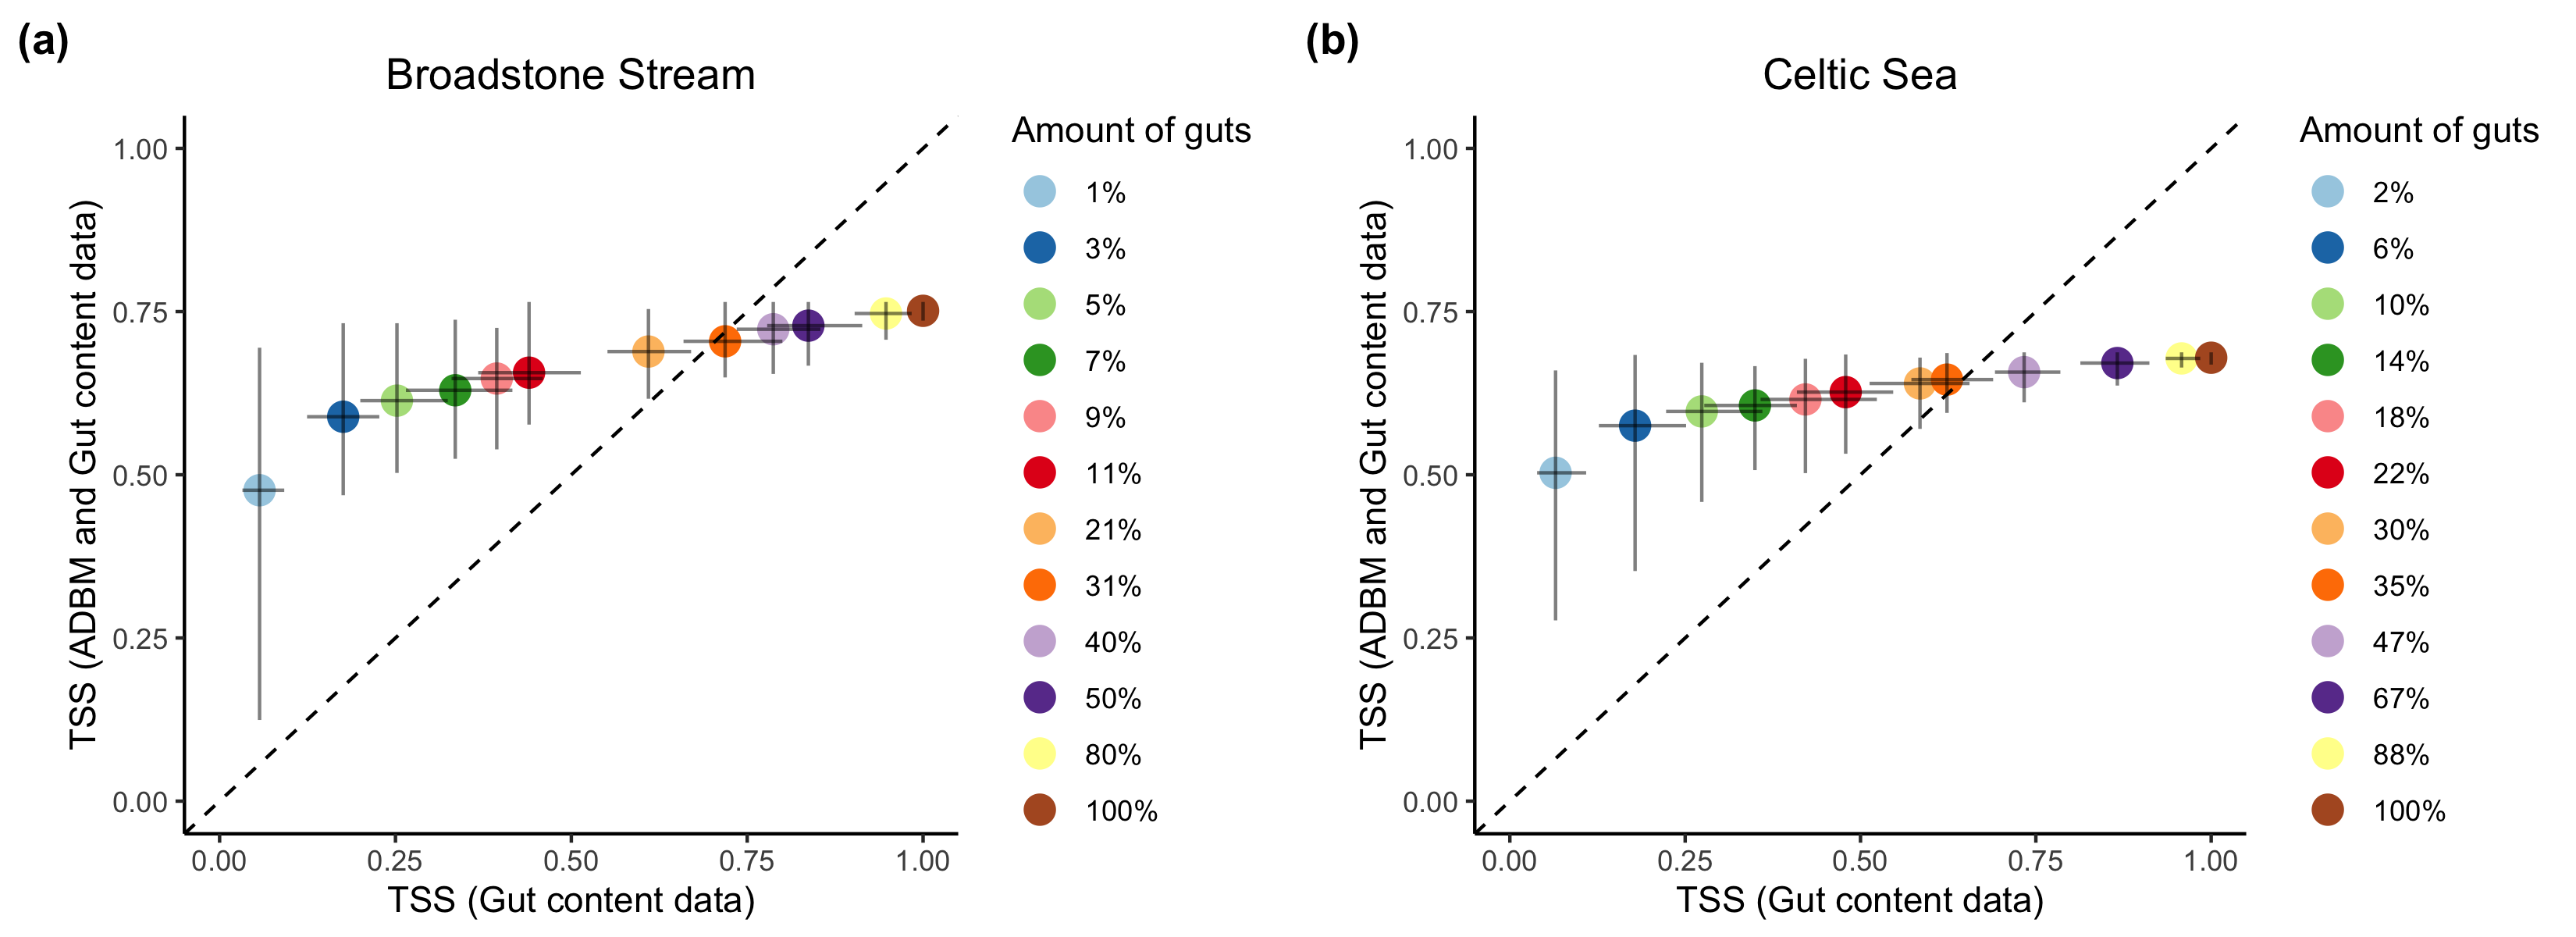 (a)
Broadstone Stream
TSS (ADBM and Gut content data)
1.00
0.75
0.50
0.25
0.00
0.00 0.25 0.50 0.75 1.00
TSS (Gut content data)
Amount of guts
1%
3%
5%
7%
9%
11%
21%
31%
40%
50%
80%
100%
(b)
Celtic Sea
TSS (ADBM and Gut content data)
1.00
0.75
0.50
0.25
0.00
0.00 0.25 0.50 0.75 1.00
TSS (Gut content data)
Amount of guts
2%
6%
10%
14%
18%
22%
30%
35%
47%
67%
88%
100%